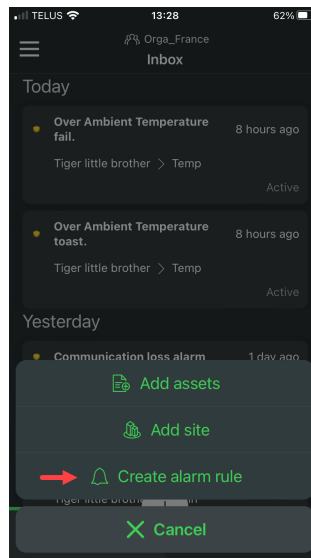 TELUS 13:28 62%
Orga_France
Inbox
Today
Over Ambient Temperature 8 hours ago
fail.
Tiger little brother > Temp
Active
Over Ambient Temperature 8 hours ago
toast.
Tiger little brother > Temp
Active
Yesterday
Communication loss alarm 1 day ago
Add assets
Add site
Create alarm rule
Tiger little
Cancel